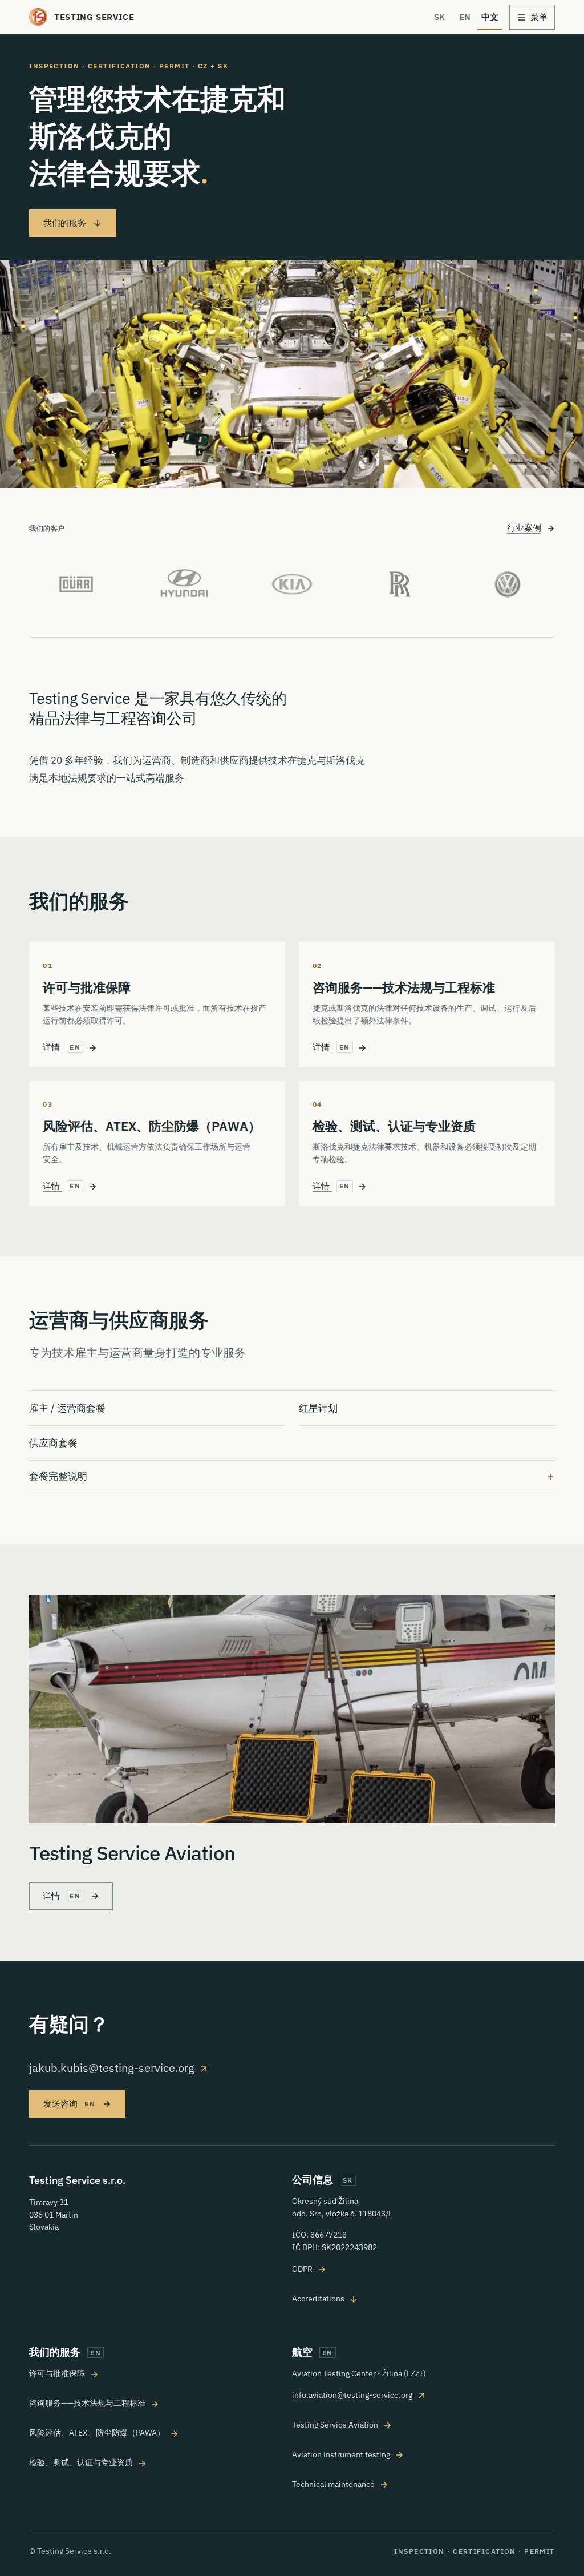 TESTING SERVICE
SK EN 中文 菜单
INSPECTION · CERTIFICATION · PERMIT · CZ + SK
管理您技术在捷克和
斯洛伐克的
法律合规要求.
我们的服务
我们的客户
行业案例
DÜRR
HYUNDAI
KIA
Testing Service 是一家具有悠久传统的
精品法律与工程咨询公司
凭借 20 多年经验，我们为运营商、制造商和供应商提供技术在捷克与斯洛伐克
满足本地法规要求的一站式高端服务
我们的服务
01
许可与批准保障
某些技术在安装前即需获得法律许可或批准，而所有技术在投产
运行前都必须取得许可。
详情 EN
02
咨询服务——技术法规与工程标准
捷克或斯洛伐克的法律对任何技术设备的生产、调试、运行及后
续检验提出了额外法律条件。
详情 EN
03
风险评估、ATEX、防尘防爆（PAWA）
所有雇主及技术、机械运营方依法负责确保工作场所与运营
安全。
详情 EN
04
检验、测试、认证与专业资质
斯洛伐克和捷克法律要求技术、机器和设备必须接受初次及定期
专项检验。
详情 EN
运营商与供应商服务
专为技术雇主与运营商量身打造的专业服务
雇主 / 运营商套餐
红星计划
供应商套餐
套餐完整说明
Testing Service Aviation
详情 EN
有疑问？
jakub.kubis@testing-service.org
发送咨询 EN
Testing Service s.r.o.
Timravy 31
036 01 Martin
Slovakia
公司信息 SK
Okresný súd Žilina
odd. Sro, vložka č. 118043/L
IČO: 36677213
IČ DPH: SK2022243982
GDPR
Accreditations
我们的服务 EN
许可与批准保障
咨询服务——技术法规与工程标准
风险评估、ATEX、防尘防爆（PAWA）
检验、测试、认证与专业资质
航空 EN
Aviation Testing Center · Žilina (LZZI)
info.aviation@testing-service.org
Testing Service Aviation
Aviation instrument testing
Technical maintenance
© Testing Service s.r.o.
INSPECTION · CERTIFICATION · PERMIT